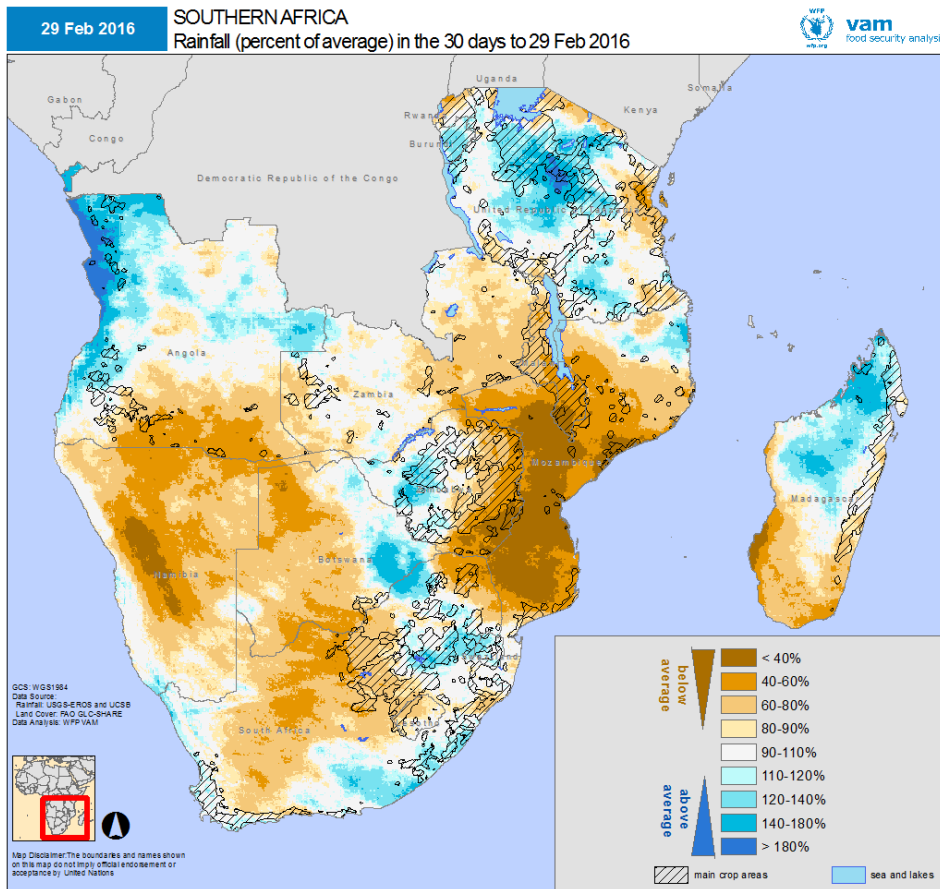 29 Feb 2016
SOUTHERN AFRICA
Rainfall (percent of average) in the 30 days to 29 Feb 2016
WFP
wfp.org
vam
food security analysi
Gabon
Congo
Democratic Republic of the Congo
Uganda
Kenya
Somalia
Burundi
United Republic of Tanzania
Angola
Zambia
Mozambique
Madagascar
Botswana
Namibia
South Africa
Lesotho
GCS: WGS1984
Data Source:
Rainfall: USGS-EROS and UCSB
Land Cover: FAO GLC-SHARE
Data Analysis: WFP VAM
Map Disclaimer:The boundaries and names shown
on this map do not imply official endorsement or
acceptance by United Nations
below
average
above
average
< 40%
40-60%
60-80%
80-90%
90-110%
110-120%
120-140%
140-180%
> 180%
main crop areas
sea and lakes